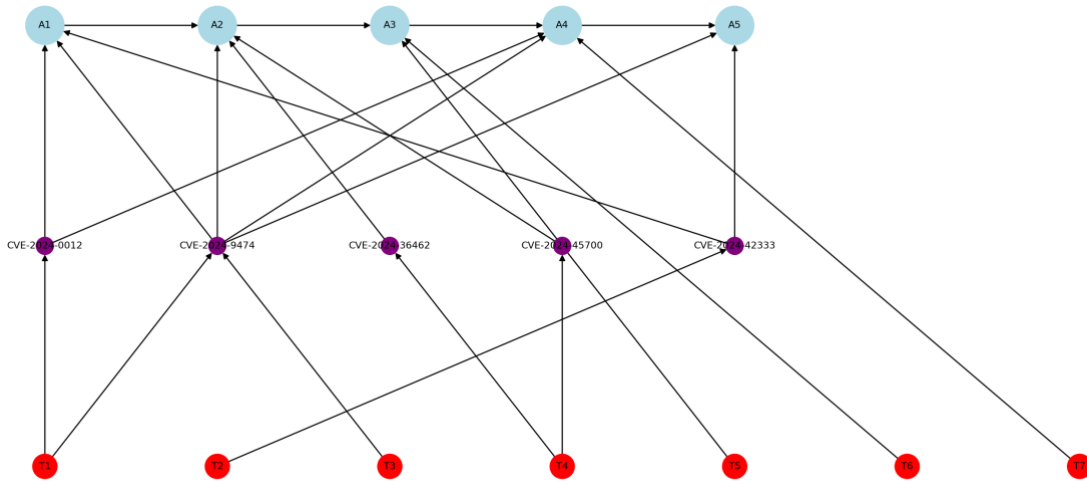 A1 A2 A3 A4 A5
CVE-2024-0012 CVE-2024-9474 CVE-2024-36462 CVE-2024-45700 CVE-2024-42333
T1 T2 T3 T4 T5 T6 T7